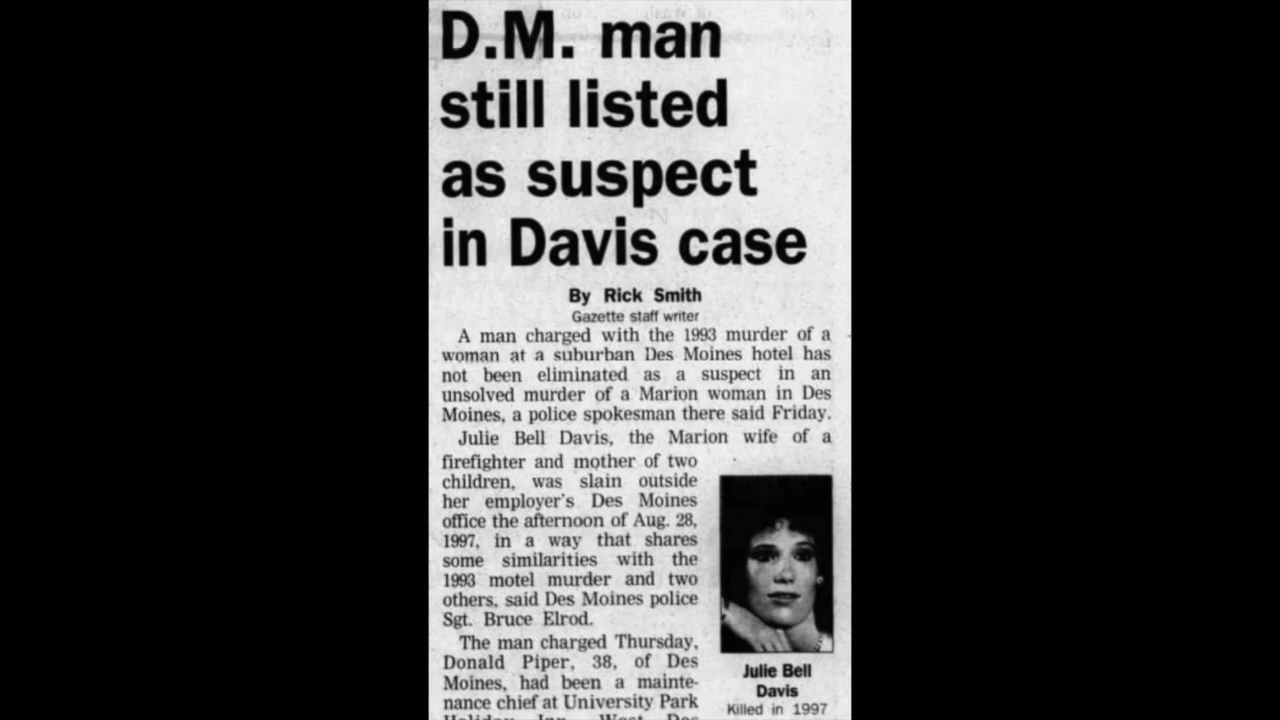 D.M. man
still listed
as suspect
in Davis case
By Rick Smith
Gazette staff writer
A man charged with the 1993 murder of a
woman at a suburban Des Moines hotel has
not been eliminated as a suspect in an
unsolved murder of a Marion woman in Des
Moines, a police spokesman there said Friday.
Julie Bell Davis, the Marion wife of a
firefighter and mother of two
children, was slain outside
her employer's Des Moines
office the afternoon of Aug. 28,
1997, in a way that shares
some similarities with the
1993 motel murder and two
others, said Des Moines police
Sgt. Bruce Elrod.
The man charged Thursday,
Donald Piper, 38, of Des
Moines, had been a mainte-
nance chief at University Park
Holiday Inn, West Des
Julie Bell
Davis
Killed in 1997